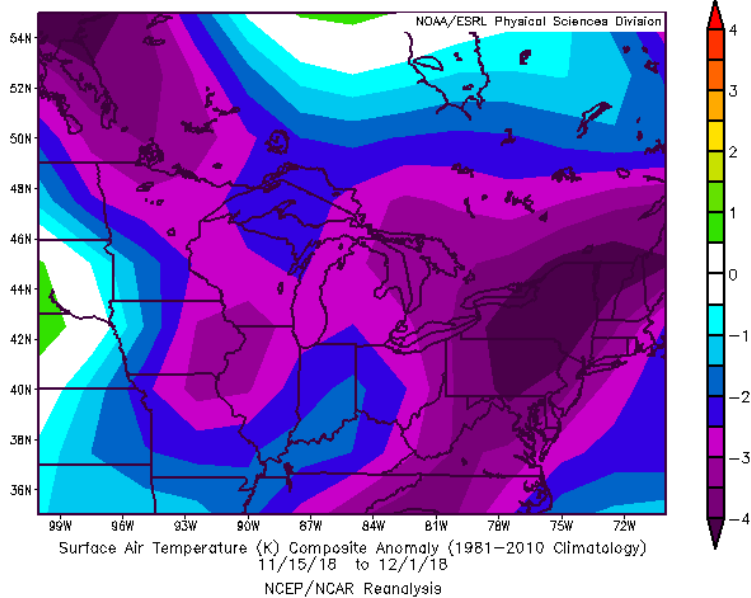 NOAA/ESRL Physical Sciences Division
54N
52N
50N
48N
46N
44N
42N
40N
38N
36N
99W
96W
93W
90W
87W
84W
81W
78W
75W
72W
4
3
2
1
0
-1
-2
-3
-4
Surface Air Temperature (K) Composite Anomaly (1981-2010 Climatology)
11/15/18 to 12/1/18
NCEP/NCAR Reanalysis